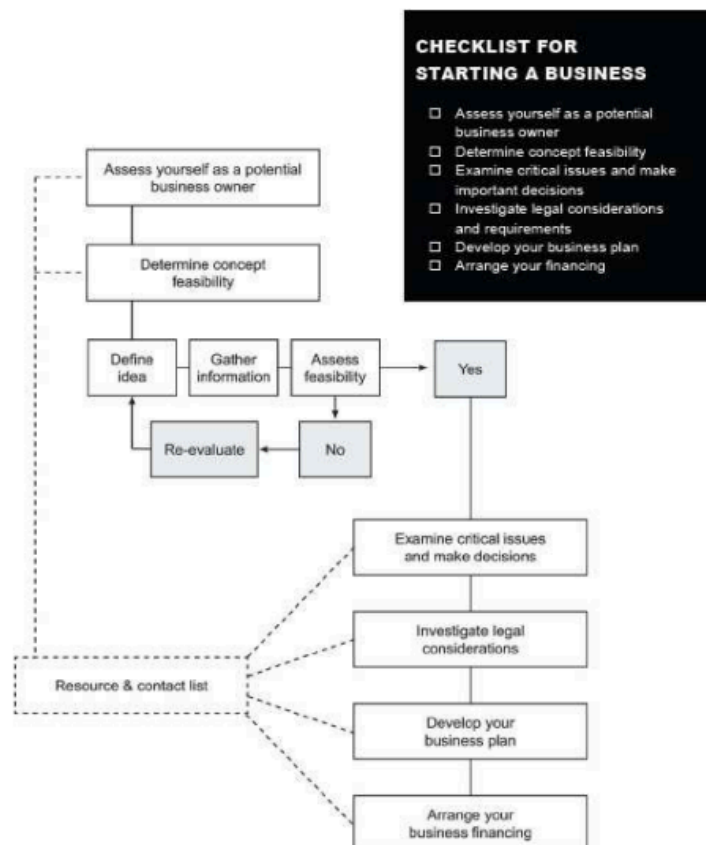 CHECKLIST FOR
STARTING A BUSINESS
Assess yourself as a potential
business owner
Determine concept feasibility
Examine critical issues and make
important decisions
Investigate legal considerations
and requirements
Develop your business plan
Arrange your financing
Assess yourself as a potential
business owner
Determine concept
feasibility
Define
idea
Gather
information
Assess
feasibility
Yes
Re-evaluate
No
Examine critical issues
and make decisions
Investigate legal
considerations
Resource & contact list
Develop your
business plan
Arrange your
business financing